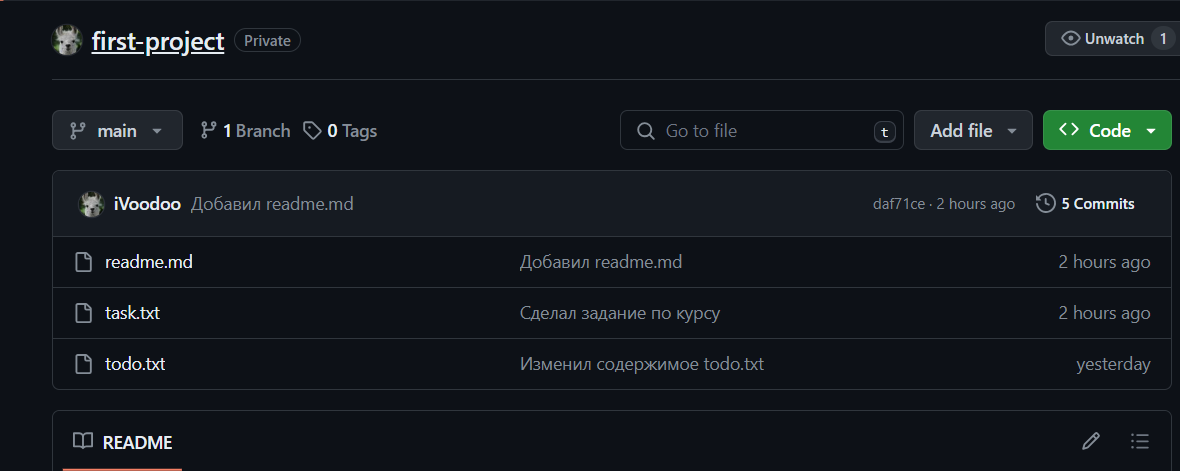 first-project Private Unwatch 1
main 1 Branch 0 Tags Go to file t Add file Code
iVoodoo Добавил readme.md daf71ce · 2 hours ago 5 Commits
readme.md Добавил readme.md 2 hours ago
task.txt Сделал задание по курсу 2 hours ago
todo.txt Изменил содержимое todo.txt yesterday
README